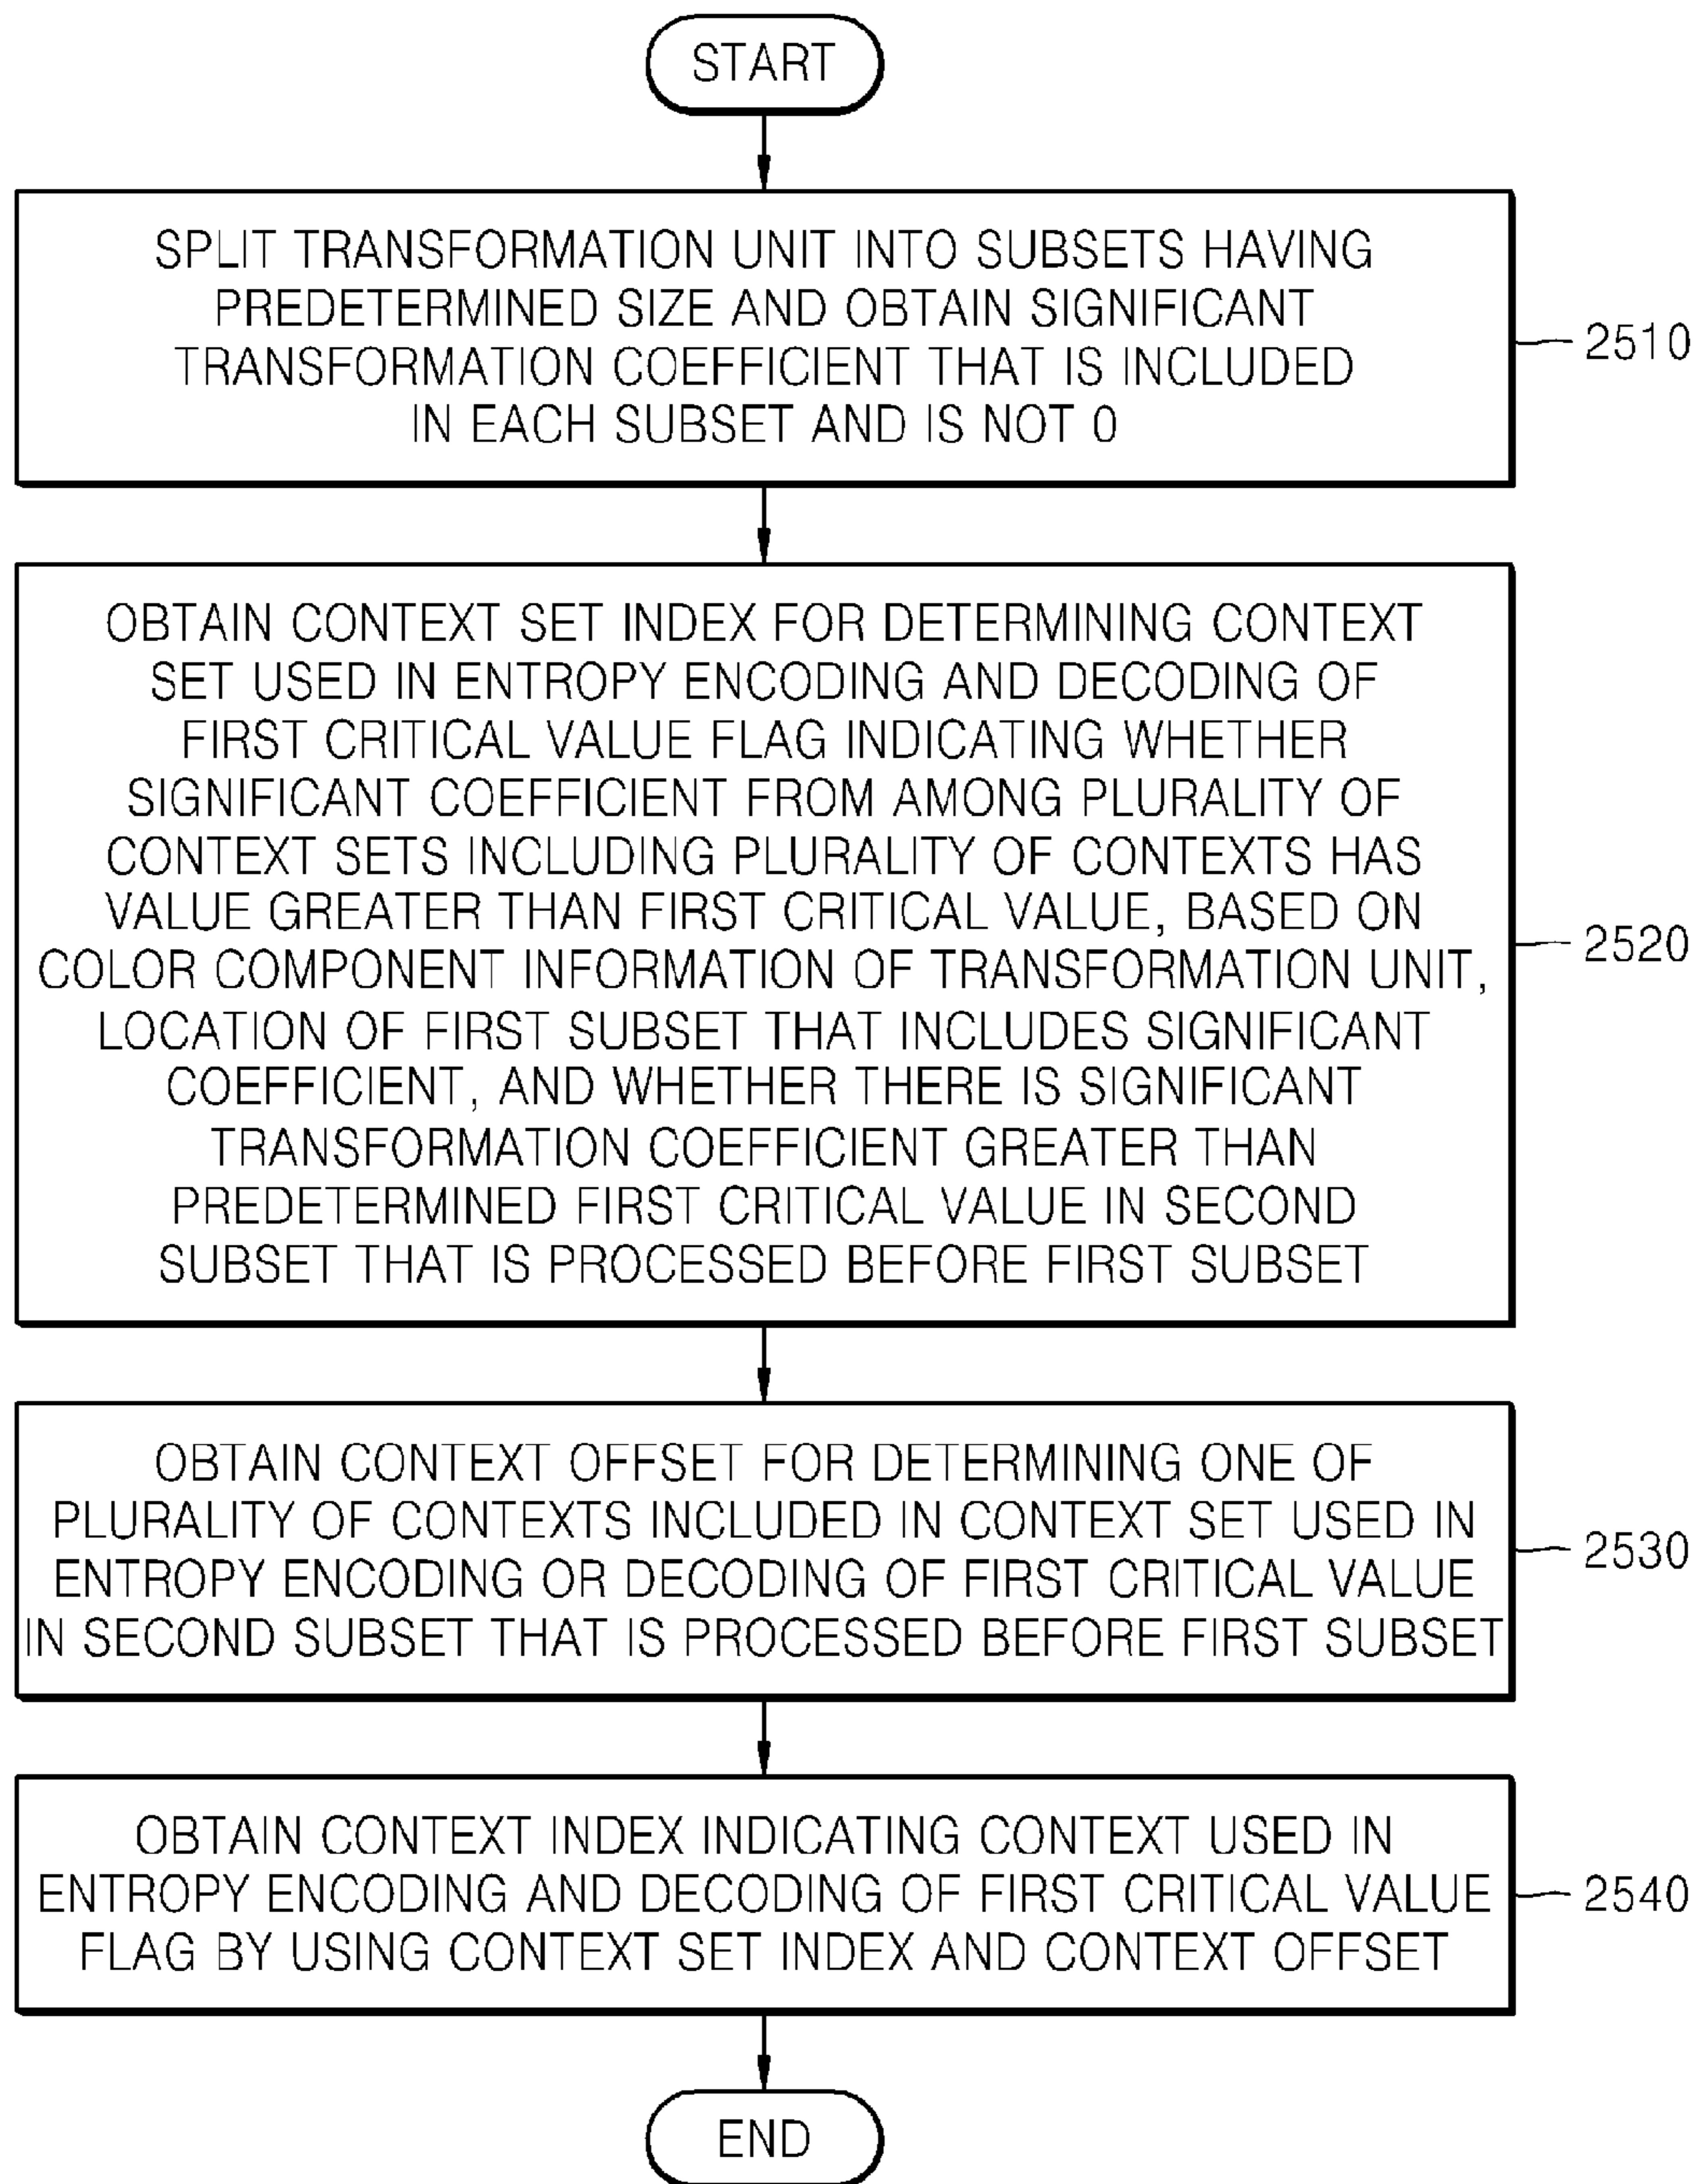 START
SPLIT TRANSFORMATION UNIT INTO SUBSETS HAVING
PREDETERMINED SIZE AND OBTAIN SIGNIFICANT
TRANSFORMATION COEFFICIENT THAT IS INCLUDED
IN EACH SUBSET AND IS NOT 0
2510
OBTAIN CONTEXT SET INDEX FOR DETERMINING CONTEXT
SET USED IN ENTROPY ENCODING AND DECODING OF
FIRST CRITICAL VALUE FLAG INDICATING WHETHER
SIGNIFICANT COEFFICIENT FROM AMONG PLURALITY OF
CONTEXT SETS INCLUDING PLURALITY OF CONTEXTS HAS
VALUE GREATER THAN FIRST CRITICAL VALUE, BASED ON
COLOR COMPONENT INFORMATION OF TRANSFORMATION UNIT,
LOCATION OF FIRST SUBSET THAT INCLUDES SIGNIFICANT
COEFFICIENT, AND WHETHER THERE IS SIGNIFICANT
TRANSFORMATION COEFFICIENT GREATER THAN
PREDETERMINED FIRST CRITICAL VALUE IN SECOND
SUBSET THAT IS PROCESSED BEFORE FIRST SUBSET
2520
OBTAIN CONTEXT OFFSET FOR DETERMINING ONE OF
PLURALITY OF CONTEXTS INCLUDED IN CONTEXT SET USED IN
ENTROPY ENCODING OR DECODING OF FIRST CRITICAL VALUE
IN SECOND SUBSET THAT IS PROCESSED BEFORE FIRST SUBSET
2530
OBTAIN CONTEXT INDEX INDICATING CONTEXT USED IN
ENTROPY ENCODING AND DECODING OF FIRST CRITICAL VALUE
FLAG BY USING CONTEXT SET INDEX AND CONTEXT OFFSET
2540
END